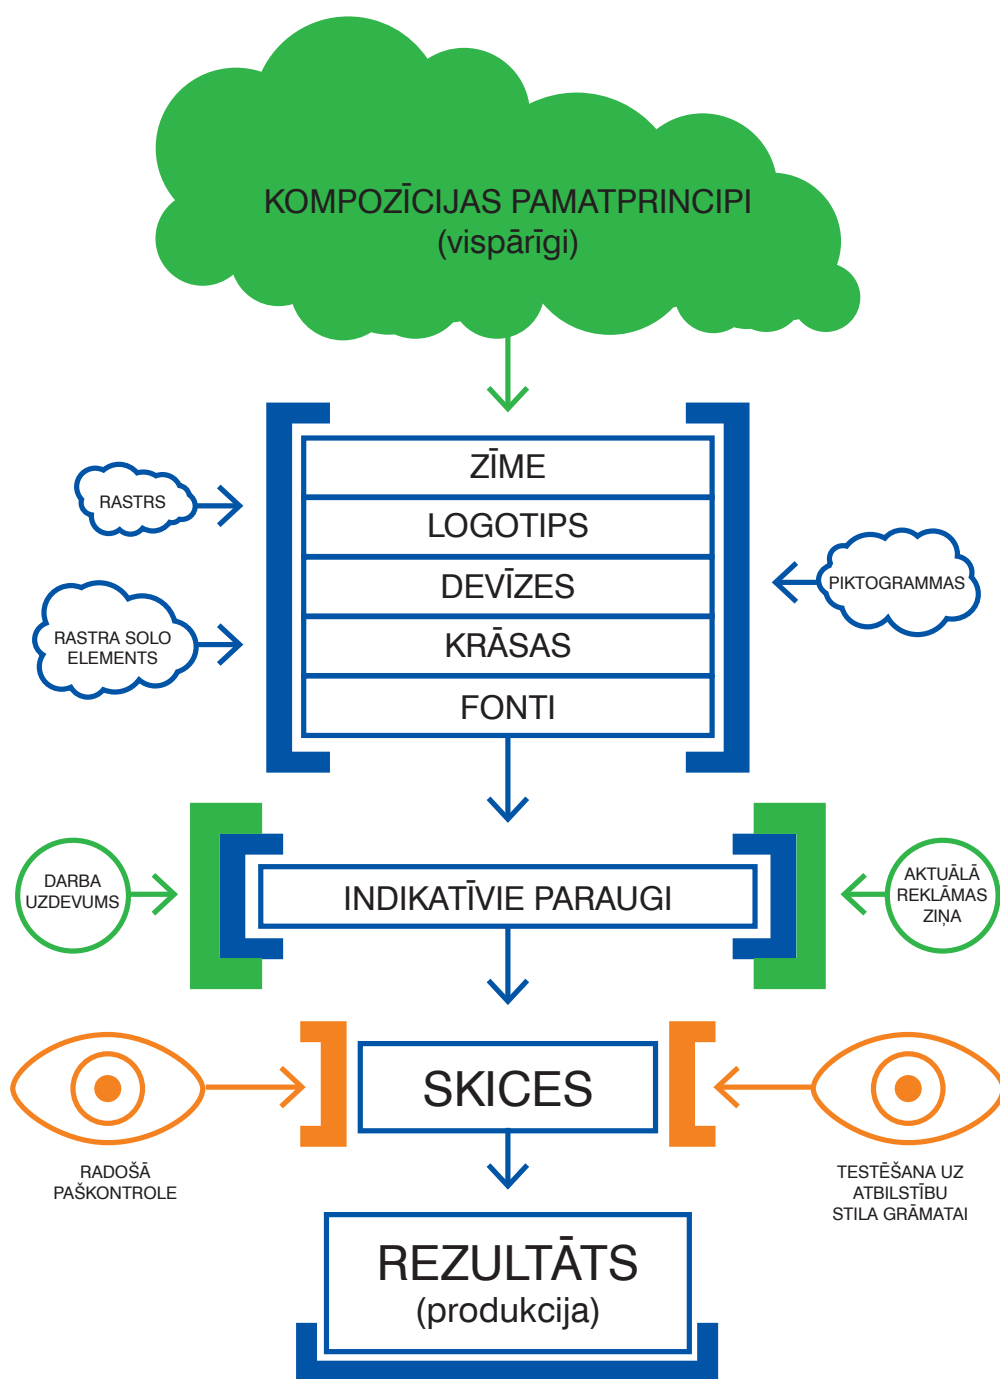 KOMPOZĪCIJAS PAMATPRINCIPI
(vispārīgi)
ZĪME
RASTRS
LOGOTIPS
DEVĪZES
PIKTOGRAMMAS
RASTRA SOLO
ELEMENTS
KRĀSAS
FONTI
DARBA
UZDEVUMS
INDIKATĪVIE PARAUGI
AKTUĀLĀ
REKLĀMAS
ZIŅA
SKICES
RADOŠĀ
PAŠKONTROLE
TESTĒŠANA UZ
ATBILSTĪBU
STILA GRĀMATAI
REZULTĀTS
(produkcija)